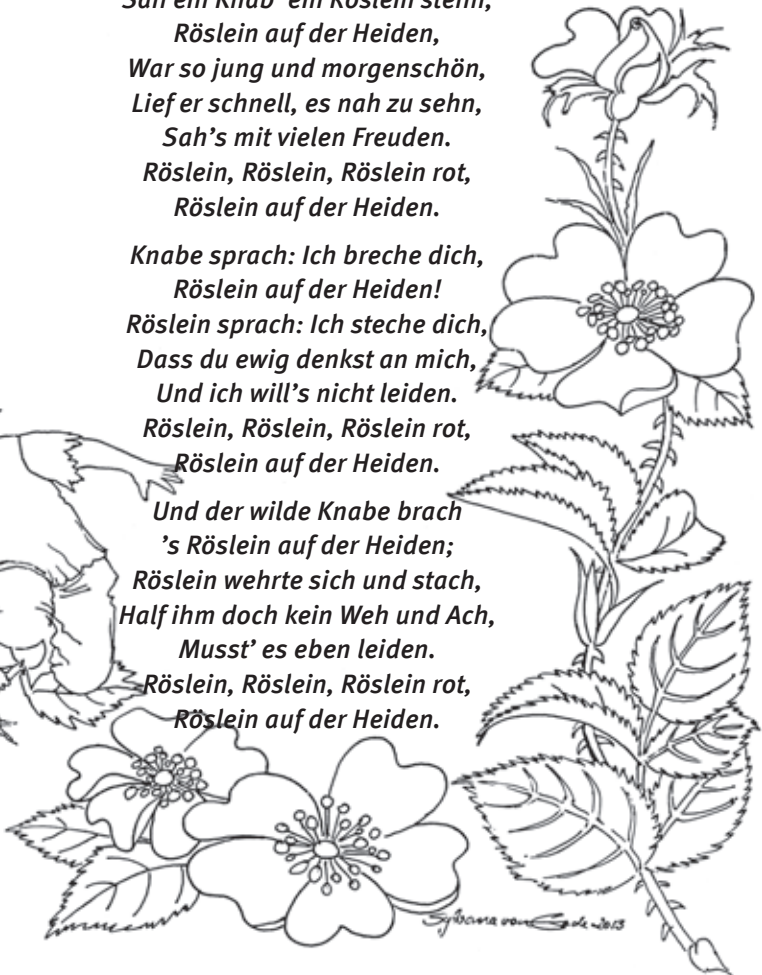 Sah ein Knab' ein Röslein stehn,
Röslein auf der Heiden,
War so jung und morgenschön,
Lief er schnell, es nah zu sehn,
Sah’s mit vielen Freuden.
Röslein, Röslein, Röslein rot,
Röslein auf der Heiden.
Knabe sprach: Ich breche dich,
Röslein auf der Heiden!
Röslein sprach: Ich steche dich,
Dass du ewig denkst an mich,
Und ich will’s nicht leiden.
Röslein, Röslein, Röslein rot,
Röslein auf der Heiden.
Und der wilde Knabe brach
’s Röslein auf der Heiden;
Röslein wehrte sich und stach,
Half ihm doch kein Weh und Ach,
Musst’ es eben leiden.
Röslein, Röslein, Röslein rot,
Röslein auf der Heiden.
2013